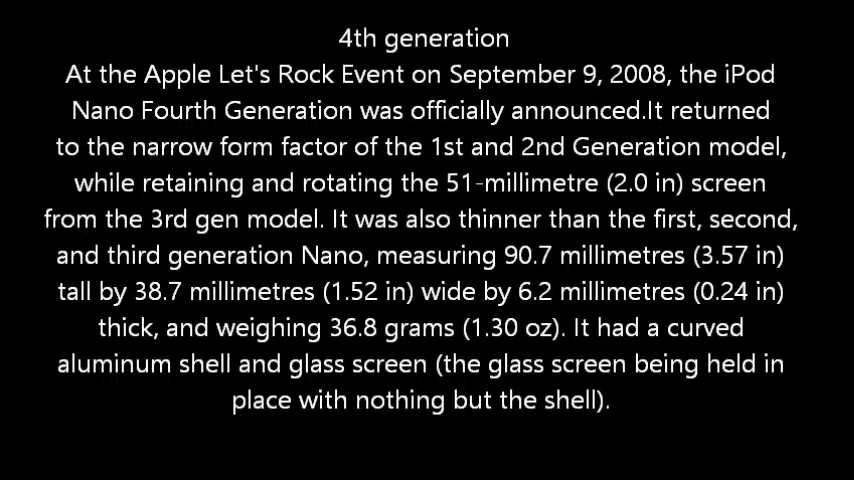 4th generation
At the Apple Let's Rock Event on September 9, 2008, the iPod
Nano Fourth Generation was officially announced.It returned
to the narrow form factor of the 1st and 2nd Generation model,
while retaining and rotating the 51-millimetre (2.0 in) screen
from the 3rd gen model. It was also thinner than the first, second,
and third generation Nano, measuring 90.7 millimetres (3.57 in)
tall by 38.7 millimetres (1.52 in) wide by 6.2 millimetres (0.24 in)
thick, and weighing 36.8 grams (1.30 oz). It had a curved
aluminum shell and glass screen (the glass screen being held in
place with nothing but the shell).